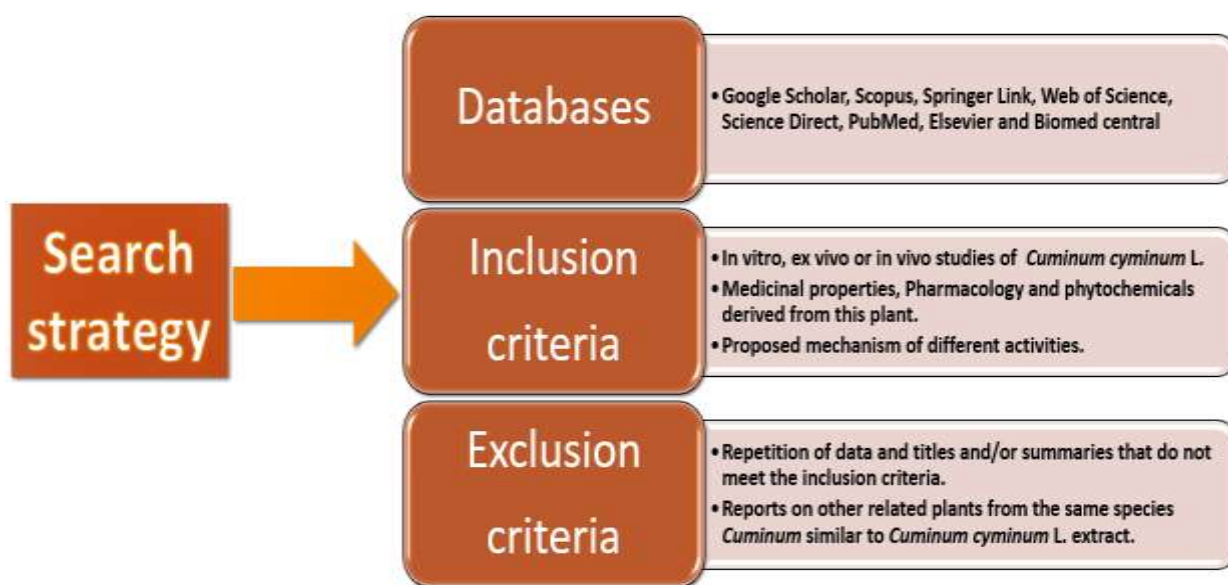 Search
strategy
Databases
•Google Scholar, Scopus, Springer Link, Web of Science,
Science Direct, PubMed, Elsevier and Biomed central
Inclusion
criteria
•In vitro, ex vivo or in vivo studies of Cuminum cyminum L.
•Medicinal properties, Pharmacology and phytochemicals
derived from this plant.
•Proposed mechanism of different activities.
Exclusion
criteria
•Repetition of data and titles and/or summaries that do not
meet the inclusion criteria.
•Reports on other related plants from the same species
Cuminum similar to Cuminum cyminum L. extract.